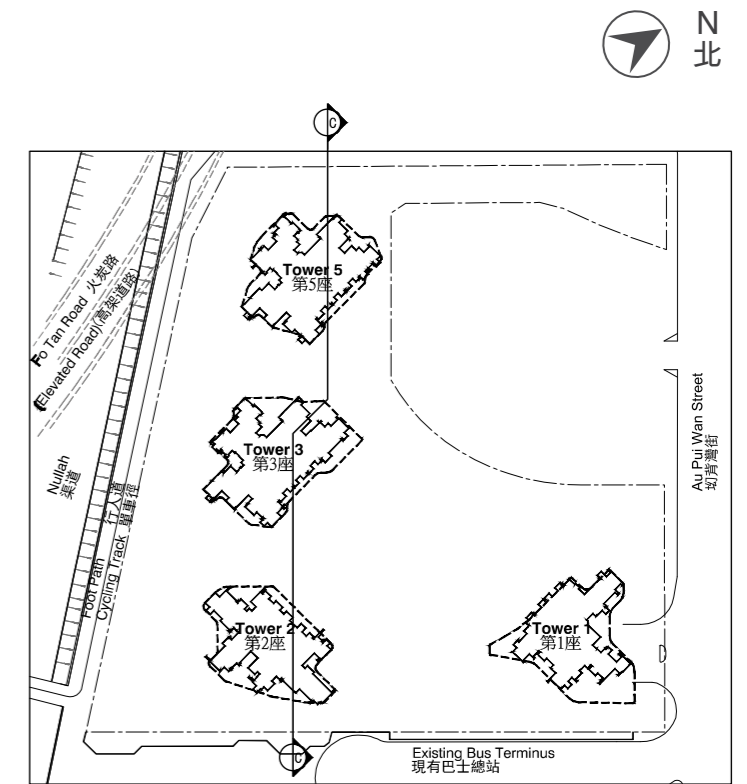 N
北
C
Tower 5
第5座
Fo Tan Road 火炭路
(Elevated Road)(高架道路)
Au Pui Wan Street
坳背灣街
Tower 3
第3座
Nullah
渠道
Foot Path 行人道
Cycling Track 單車徑
Tower 2
第2座
Tower 1
第1座
C
Existing Bus Terminus
現有巴士總站